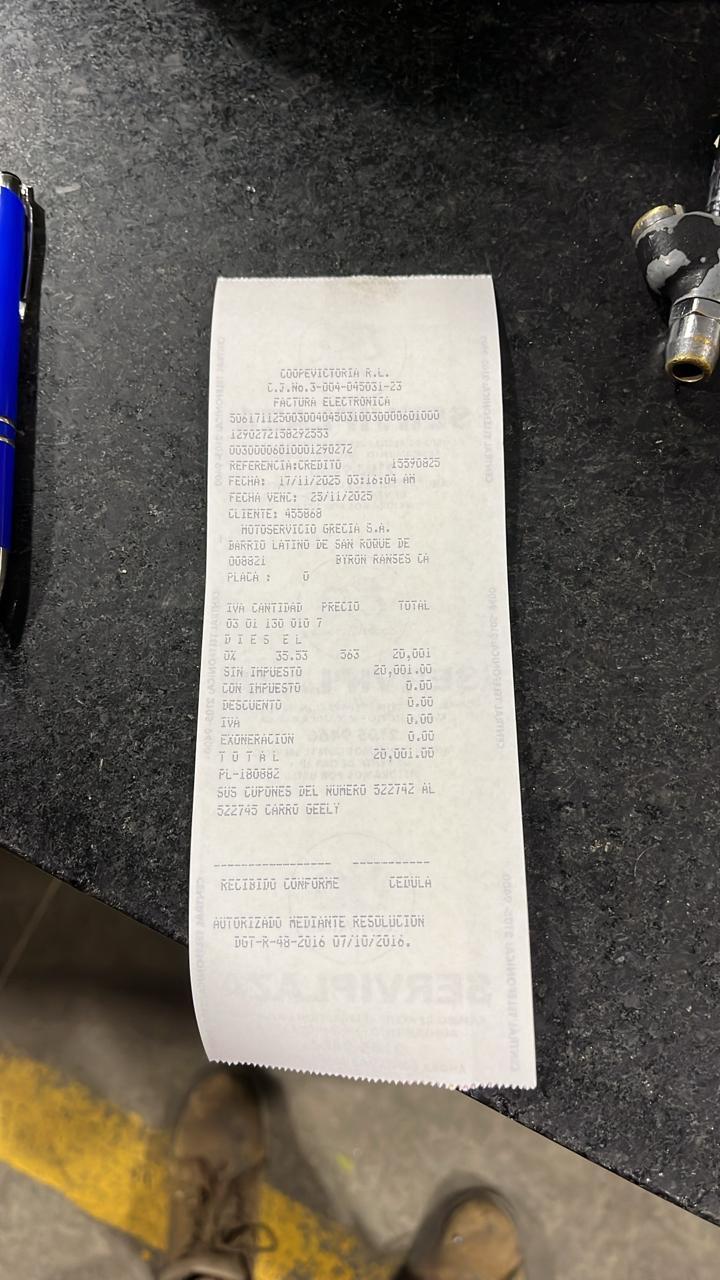 COOPEVICTORIA R.L.
C.J.No.3-004-045031-23
FACTURA ELECTRONICA
50617112500300404503100300000601000
1290272158292553
00300006010001290272
REFERENCIA:CREDITO 15590825
FECHA: 17/11/2025 03:16:04 AM
FECHA VENC: 25/11/2025
CLIENTE: 455868
MOTOSERVICIO GRECIA S.A.
BARRIO LATINO DE SAN ROQUE DE
008821 BYRON RANSES CA
PLACA : 0
IVA CANTIDAD PRECIO TOTAL
03 01 130 010 7
D I E S E L
0% 35.53 563 20,001
SIN IMPUESTO 20,001.00
CON IMPUESTO 0.00
DESCUENTO 0.00
IVA 0.00
EXONERACION 0.00
T O T A L 20,001.00
PL-180882
SUS CUPONES DEL NUMERO 522742 AL
522745 CARRO GEELY
RECIBIDO CONFORME CEDULA
AUTORIZADO MEDIANTE RESOLUCION
DGT-R-48-2016 07/10/2016.
SERVIPLAZA